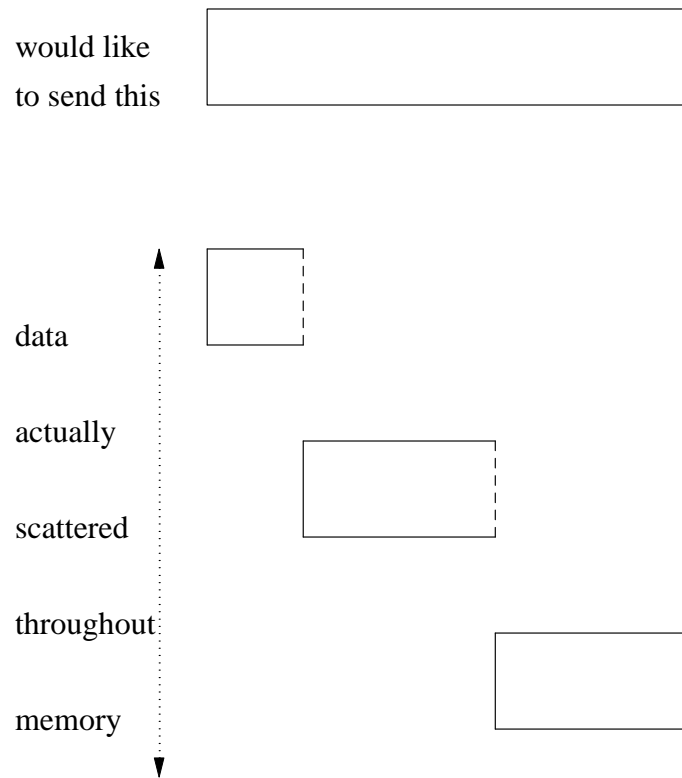 would like
to send this
data
actually
scattered
throughout
memory